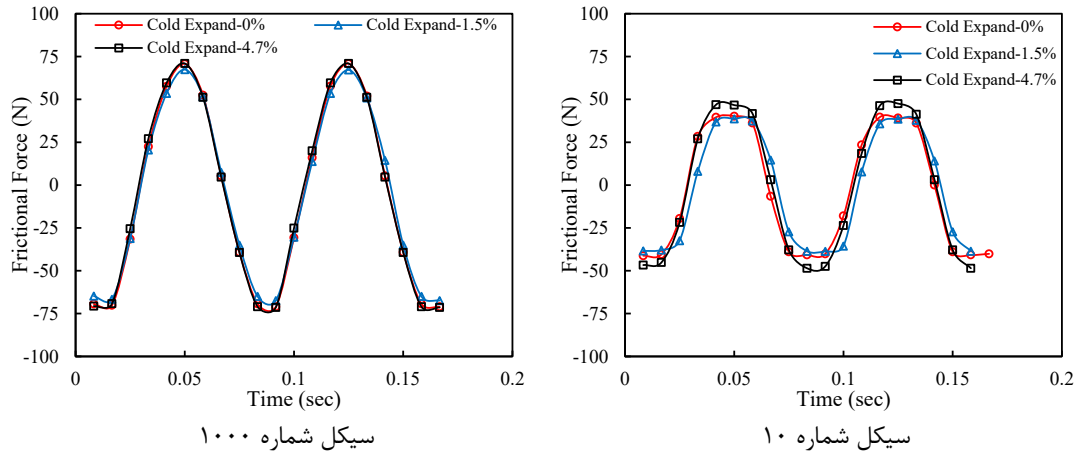 Cold Expand-0%
Cold Expand-1.5%
Cold Expand-4.7%
100
75
50
25
0
-25
-50
-75
-100
Frictional Force (N)
0 0.05 0.1 0.15 0.2
Time (sec)
سیکل شماره ۱۰۰۰
Cold Expand-0%
Cold Expand-1.5%
Cold Expand-4.7%
100
75
50
25
0
-25
-50
-75
-100
Frictional Force (N)
0 0.05 0.1 0.15 0.2
Time (sec)
سیکل شماره ۱۰